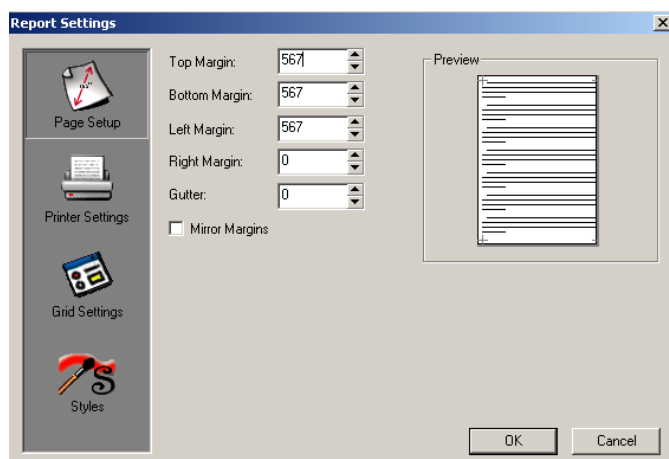 Report Settings
Page Setup
Printer Settings
Grid Settings
Styles
Top Margin: 567
Bottom Margin: 567
Left Margin: 567
Right Margin: 0
Gutter: 0
Mirror Margins
Preview
OK Cancel